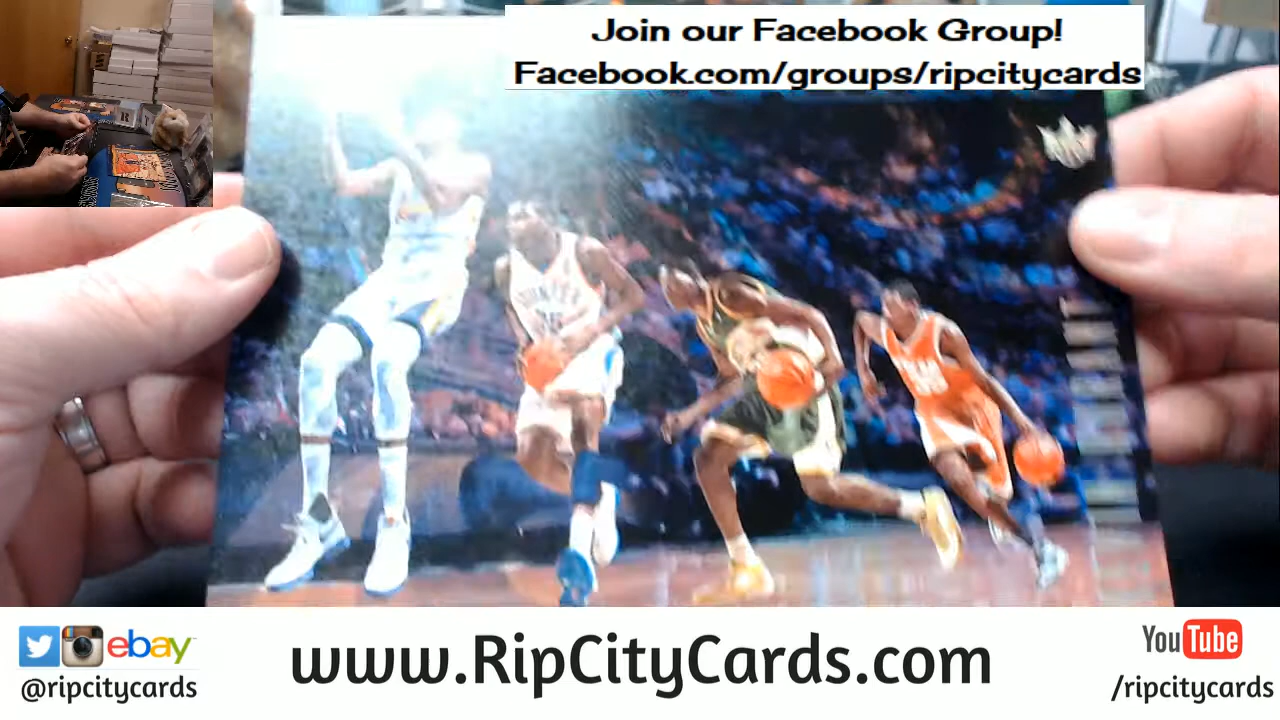 Join our Facebook Group!
Facebook.com/groups/ripcitycards
ebay
@ripcitycards
www.RipCityCards.com
YouTube
/ripcitycards